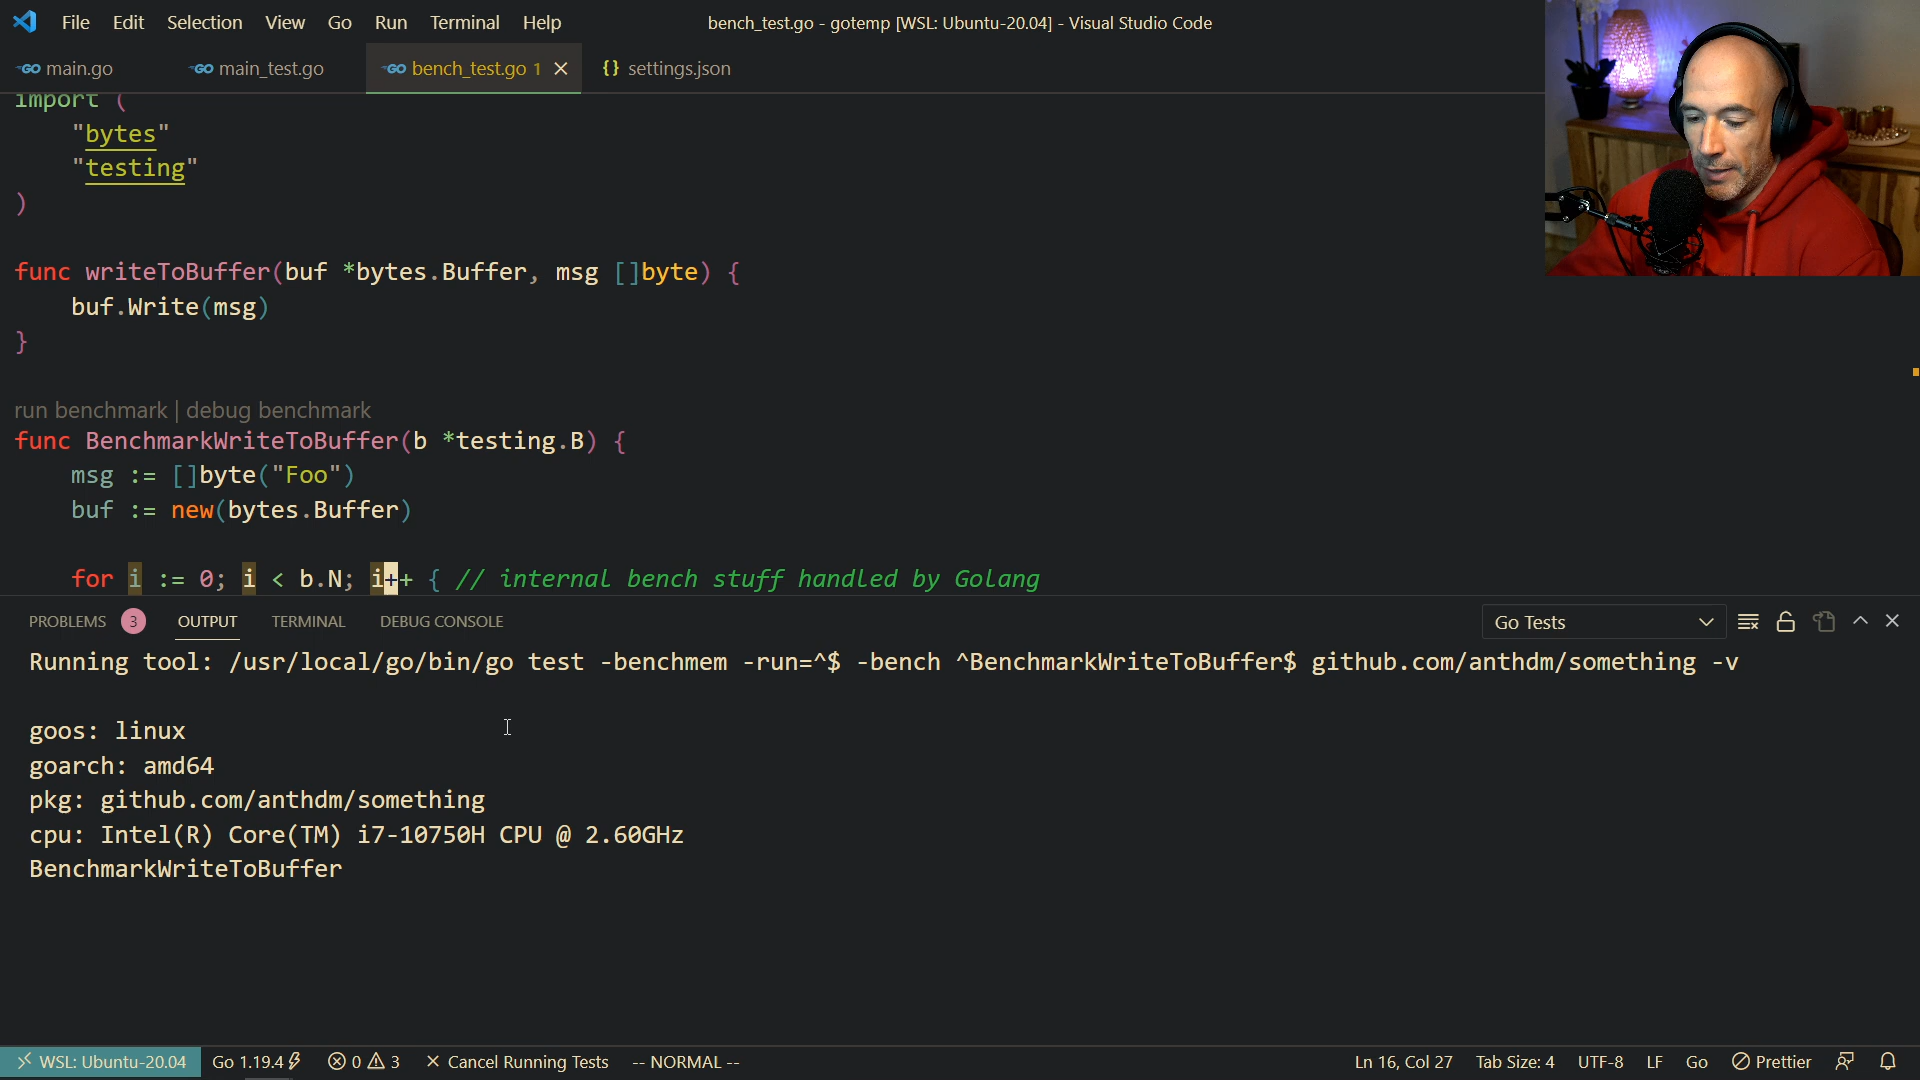 File Edit Selection View Go Run Terminal Help
bench_test.go - gotemp [WSL: Ubuntu-20.04] - Visual Studio Code
main.go
main_test.go
bench_test.go 1
{} settings.json
import (
"bytes"
"testing"
)
func writeToBuffer(buf *bytes.Buffer, msg []byte) {
buf.Write(msg)
}
run benchmark | debug benchmark
func BenchmarkWriteToBuffer(b *testing.B) {
msg := []byte("Foo")
buf := new(bytes.Buffer)
for i := 0; i < b.N; i++ { // internal bench stuff handled by Golang
PROBLEMS 3 OUTPUT TERMINAL DEBUG CONSOLE
Go Tests
Running tool: /usr/local/go/bin/go test -benchmem -run=^$ -bench ^BenchmarkWriteToBuffer$ github.com/anthdm/something -v
goos: linux
goarch: amd64
pkg: github.com/anthdm/something
cpu: Intel(R) Core(TM) i7-10750H CPU @ 2.60GHz
BenchmarkWriteToBuffer
WSL: Ubuntu-20.04 Go 1.19.4 0 3 Cancel Running Tests -- NORMAL --
Ln 16, Col 27 Tab Size: 4 UTF-8 LF Go Prettier